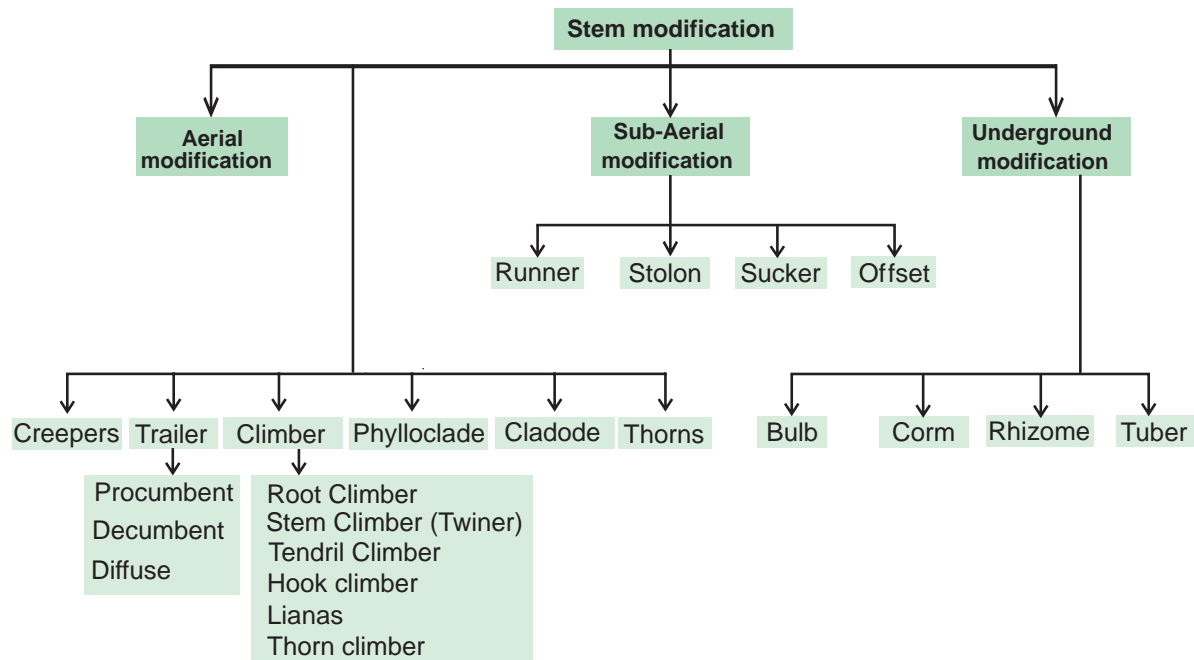 Stem modification
Aerial
modification
Sub-Aerial
modification
Underground
modification
Runner
Stolon
Sucker
Offset
Creepers
Trailer
Climber
Phylloclade
Cladode
Thorns
Bulb
Corm
Rhizome
Tuber
Procumbent
Decumbent
Diffuse
Root Climber
Stem Climber (Twiner)
Tendril Climber
Hook climber
Lianas
Thorn climber